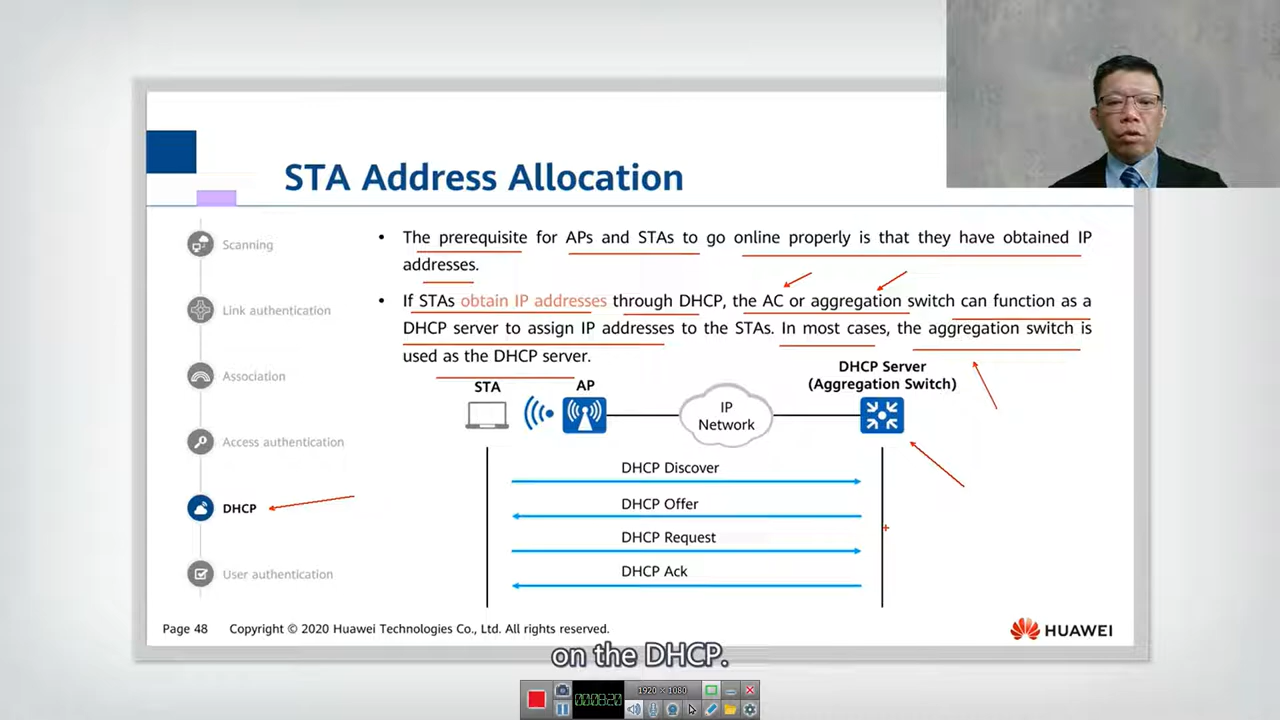 STA Address Allocation
Scanning
Link authentication
Association
Access authentication
DHCP
User authentication
• The prerequisite for APs and STAs to go online properly is that they have obtained IP
addresses.
• If STAs obtain IP addresses through DHCP, the AC or aggregation switch can function as a
DHCP server to assign IP addresses to the STAs. In most cases, the aggregation switch is
used as the DHCP server.
STA
AP
IP
Network
DHCP Server
(Aggregation Switch)
DHCP Discover
DHCP Offer
DHCP Request
DHCP Ack
Page 48 Copyright © 2020 Huawei Technologies Co., Ltd. All rights reserved.
HUAWEI
on the DHCP.
1920 × 1080